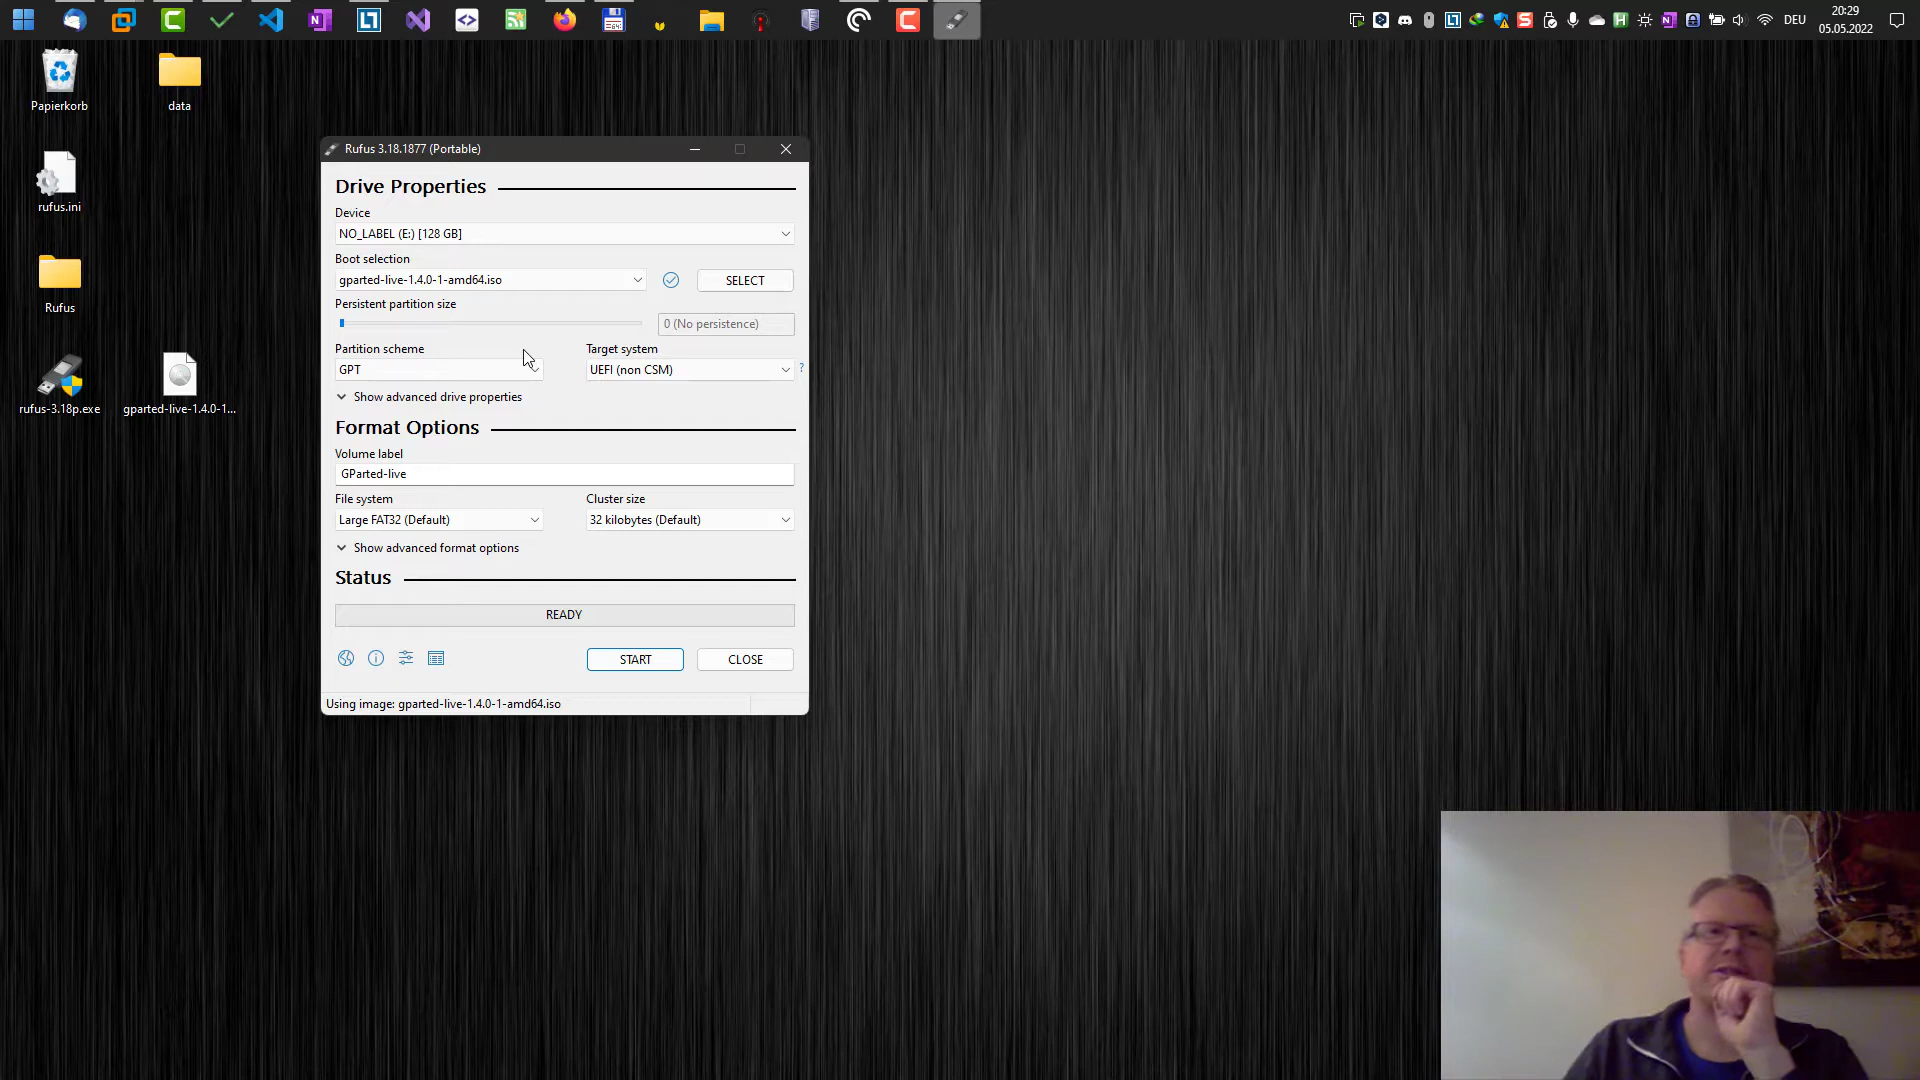 DEU
20:29
05.05.2022
Papierkorb
data
rufus.ini
Rufus
rufus-3.18p.exe
gparted-live-1.4.0-1...
Rufus 3.18.1877 (Portable)
Drive Properties
Device
NO_LABEL (E:) [128 GB]
Boot selection
gparted-live-1.4.0-1-amd64.iso
SELECT
Persistent partition size
0 (No persistence)
Partition scheme
Target system
GPT
UEFI (non CSM)
?
Show advanced drive properties
Format Options
Volume label
GParted-live
File system
Cluster size
Large FAT32 (Default)
32 kilobytes (Default)
Show advanced format options
Status
READY
START
CLOSE
Using image: gparted-live-1.4.0-1-amd64.iso